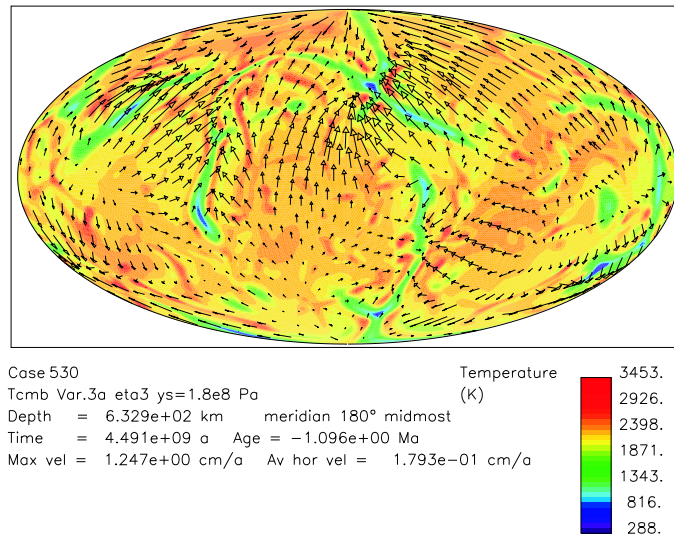 Case 530
Tcmb Var.3a eta3 ys=1.8e8 Pa
Depth = 6.329e+02 km meridian 180° midmost
Time = 4.491e+09 a Age = −1.096e+00 Ma
Max vel = 1.247e+00 cm/a Av hor vel = 1.793e−01 cm/a
Temperature
(K)
3453.
2926.
2398.
1871.
1343.
816.
288.